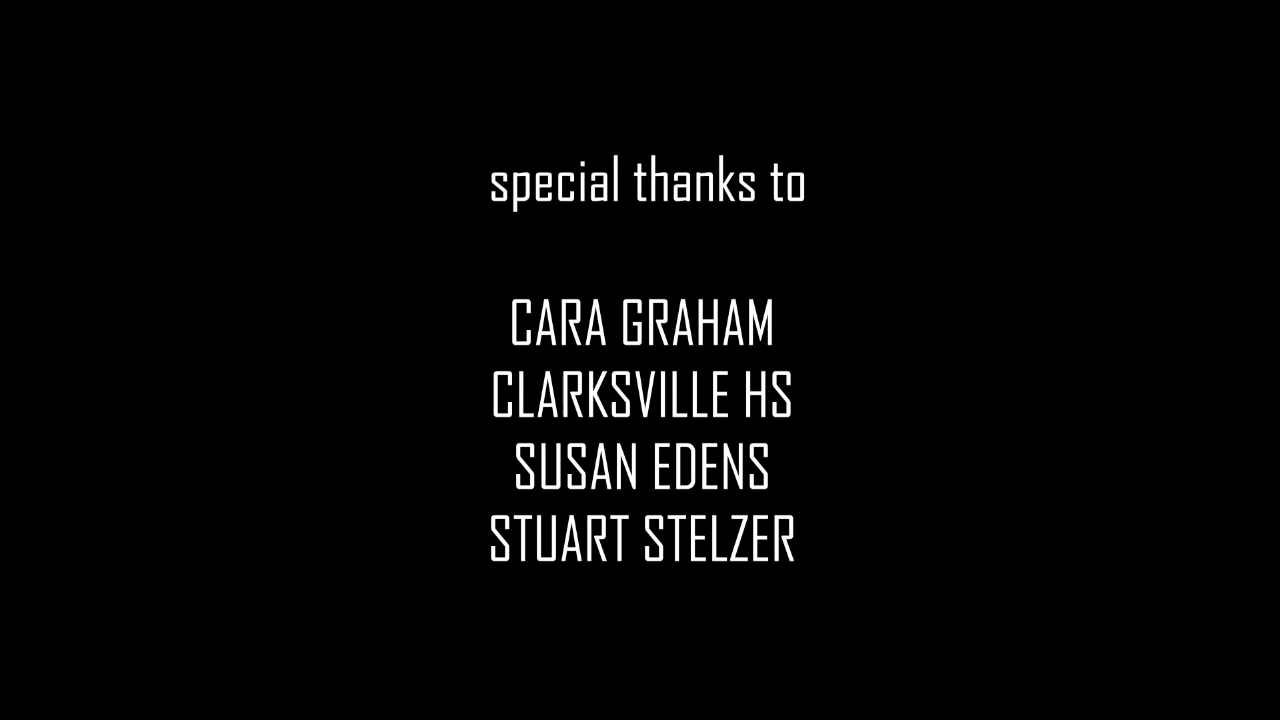 special thanks to
CARA GRAHAM
CLARKSVILLE HS
SUSAN EDENS
STUART STELZER